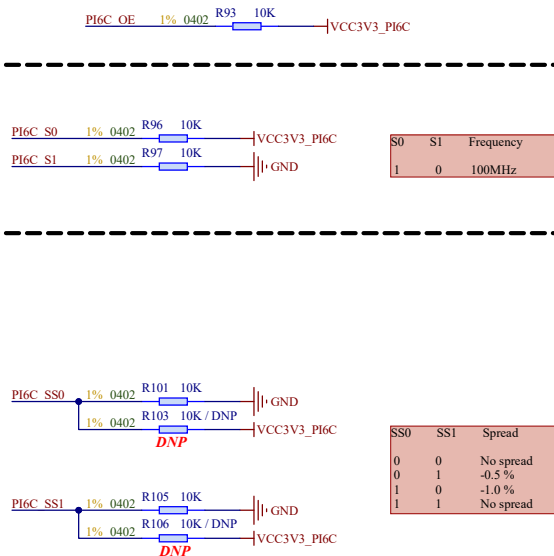 PI6C_OE 1% 0402 R93 10K VCC3V3_PI6C
PI6C_S0 1% 0402 R96 10K VCC3V3_PI6C
PI6C_S1 1% 0402 R97 10K GND
S0 S1 Frequency
1 0 100MHz
PI6C_SS0 1% 0402 R101 10K GND
1% 0402 R103 10K / DNP VCC3V3_PI6C
DNP
SS0 SS1 Spread
0 0 No spread
0 1 -0.5 %
1 0 -1.0 %
1 1 No spread
PI6C_SS1 1% 0402 R105 10K GND
1% 0402 R106 10K / DNP VCC3V3_PI6C
DNP